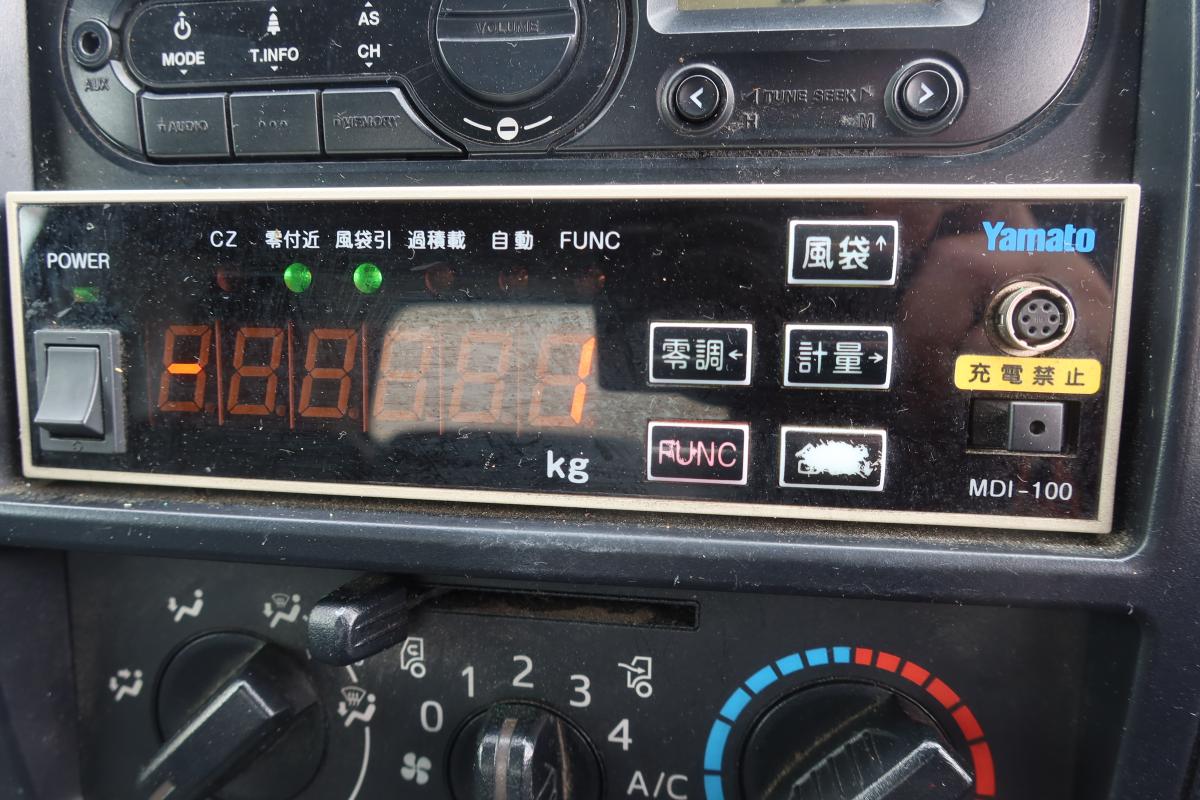 AS
MODE
T.INFO
CH
VOLUME
AUX
AUDIO
MEMORY
TUNE SEEK
H
M
POWER
CZ 零付近 風袋引 過積載 自動 FUNC
風袋↑
Yamato
零調←
計量→
充電禁止
- 1
kg
FUNC
MDI-100
0
1
2
3
4
A/C